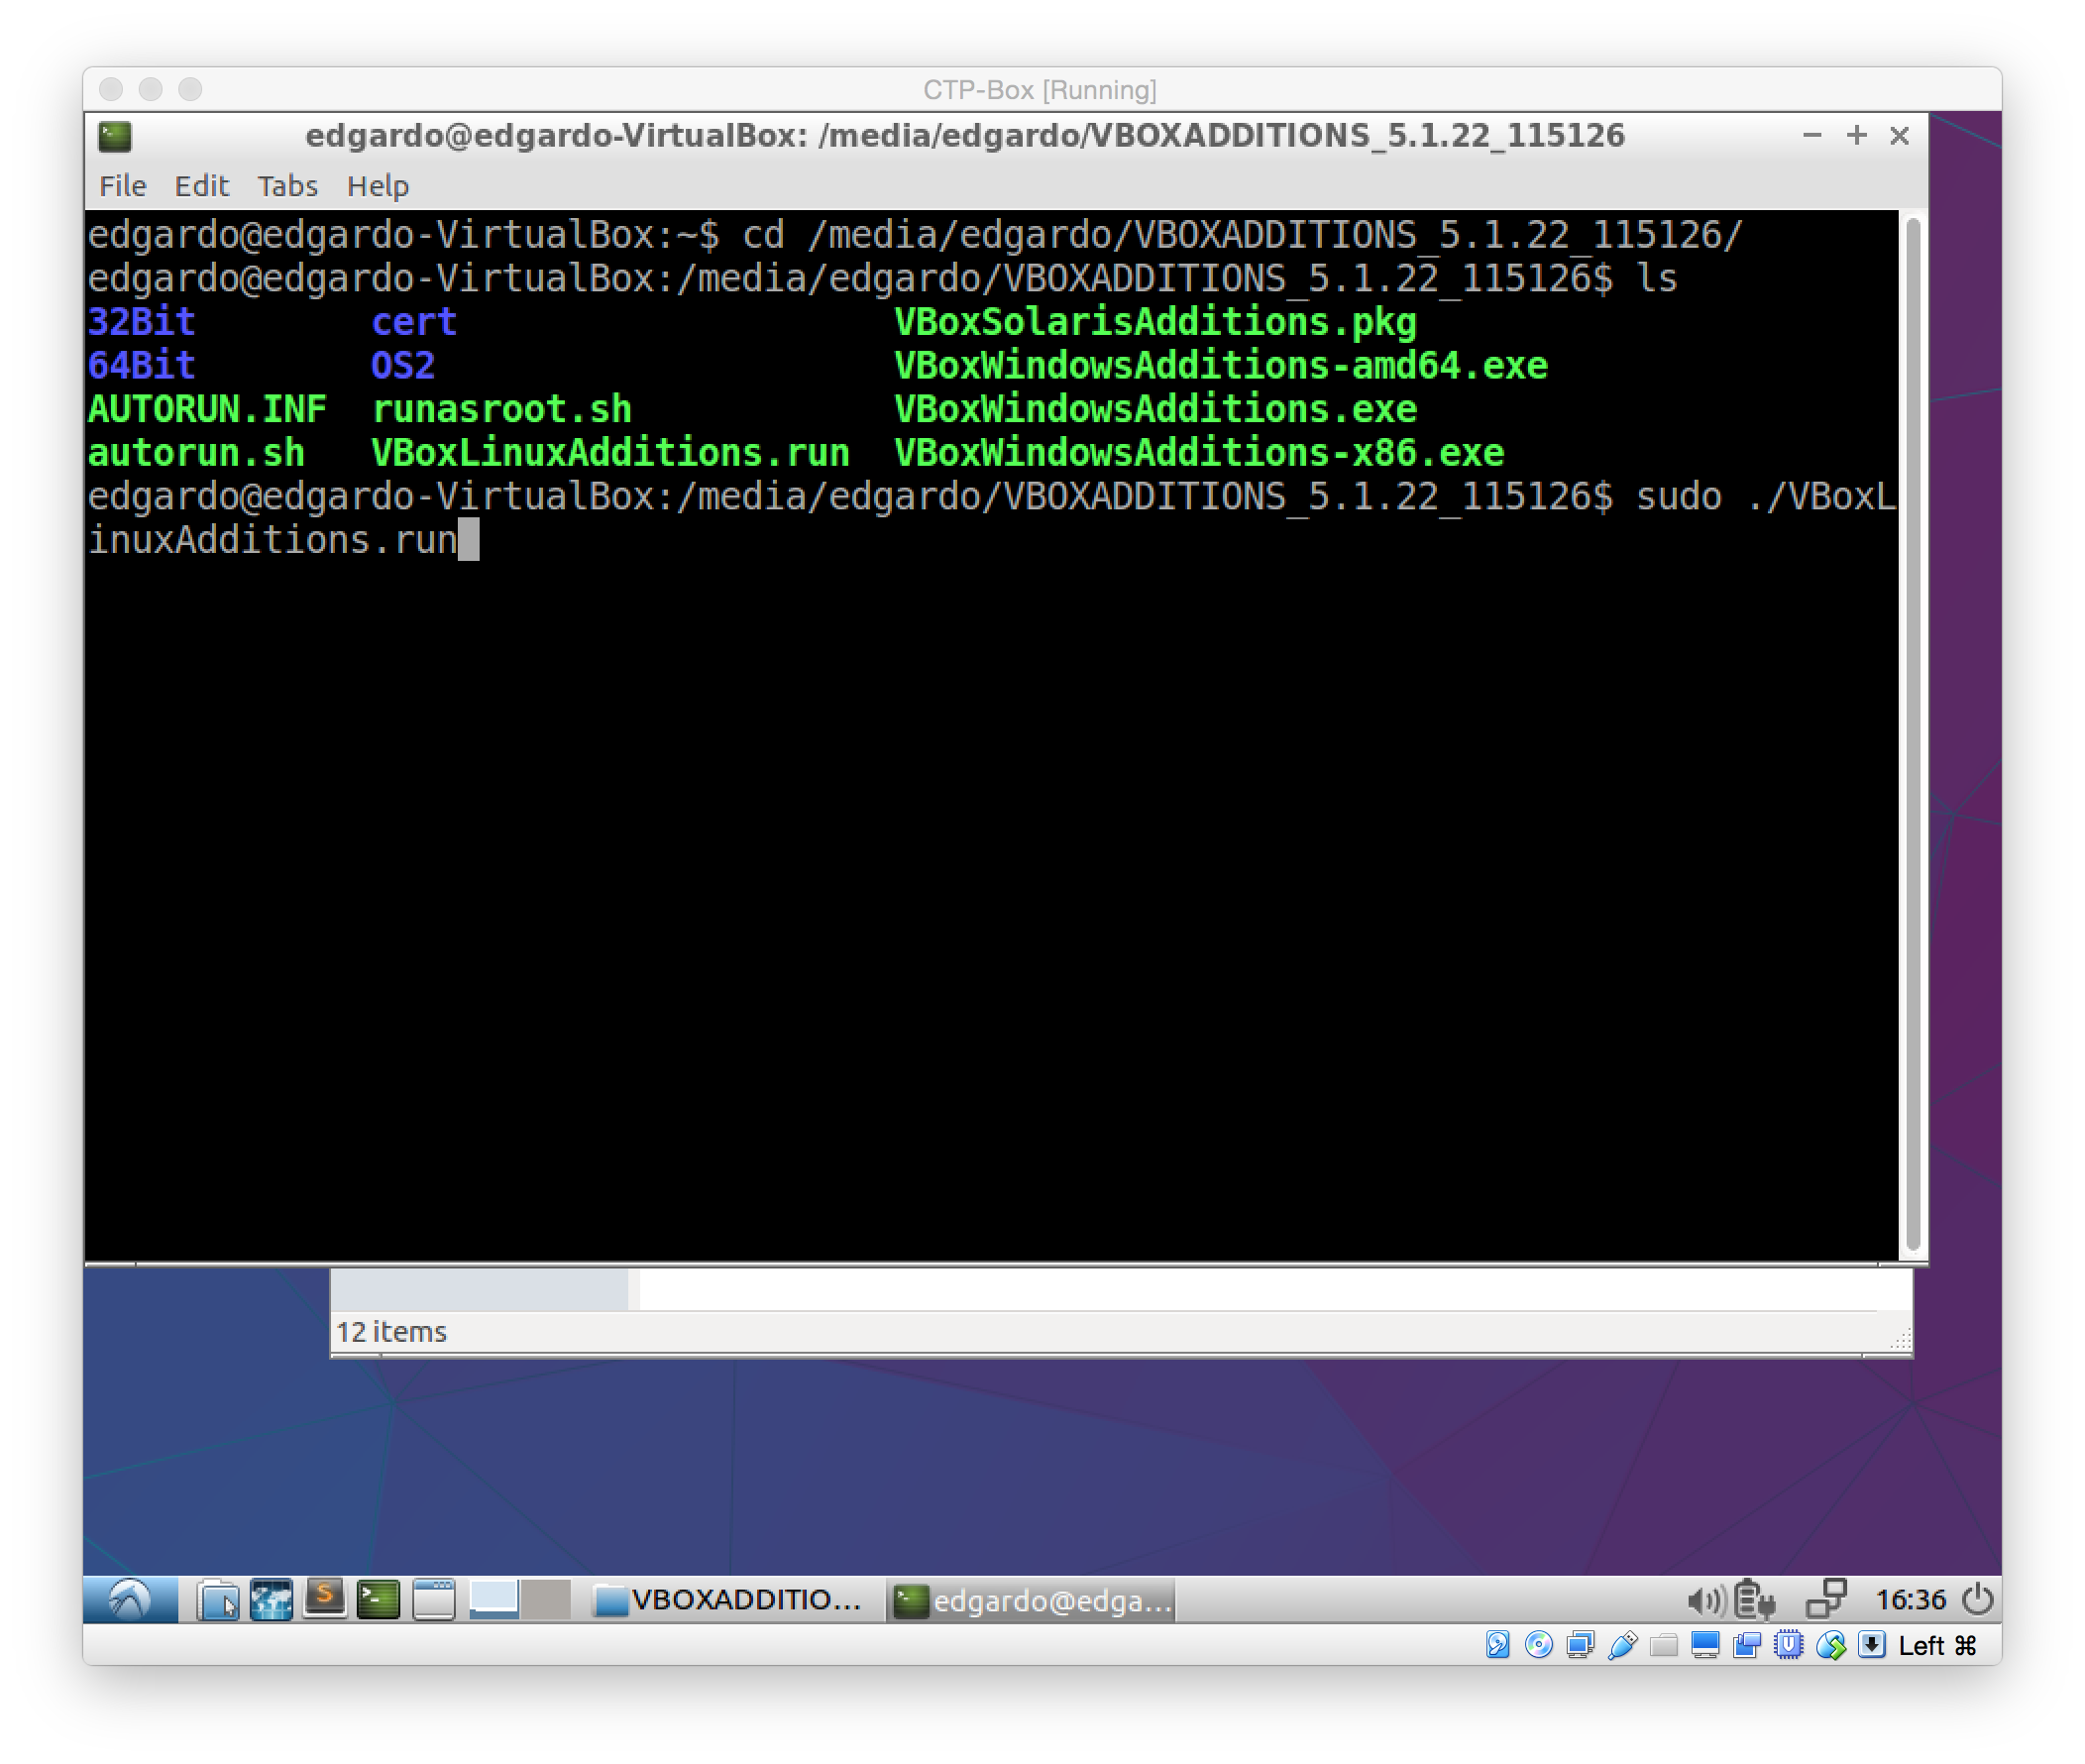 CTP-Box [Running]
edgardo@edgardo-VirtualBox: /media/edgardo/VBOXADDITIONS_5.1.22_115126
File Edit Tabs Help
edgardo@edgardo-VirtualBox:~$ cd /media/edgardo/VBOXADDITIONS_5.1.22_115126/
edgardo@edgardo-VirtualBox:/media/edgardo/VBOXADDITIONS_5.1.22_115126$ ls
32Bit cert VBoxSolarisAdditions.pkg
64Bit OS2 VBoxWindowsAdditions-amd64.exe
AUTORUN.INF runasroot.sh VBoxWindowsAdditions.exe
autorun.sh VBoxLinuxAdditions.run VBoxWindowsAdditions-x86.exe
edgardo@edgardo-VirtualBox:/media/edgardo/VBOXADDITIONS_5.1.22_115126$ sudo ./VBoxL
inuxAdditions.run
12 items
VBOXADDITIO... edgardo@edga... 16:36
Left ⌘